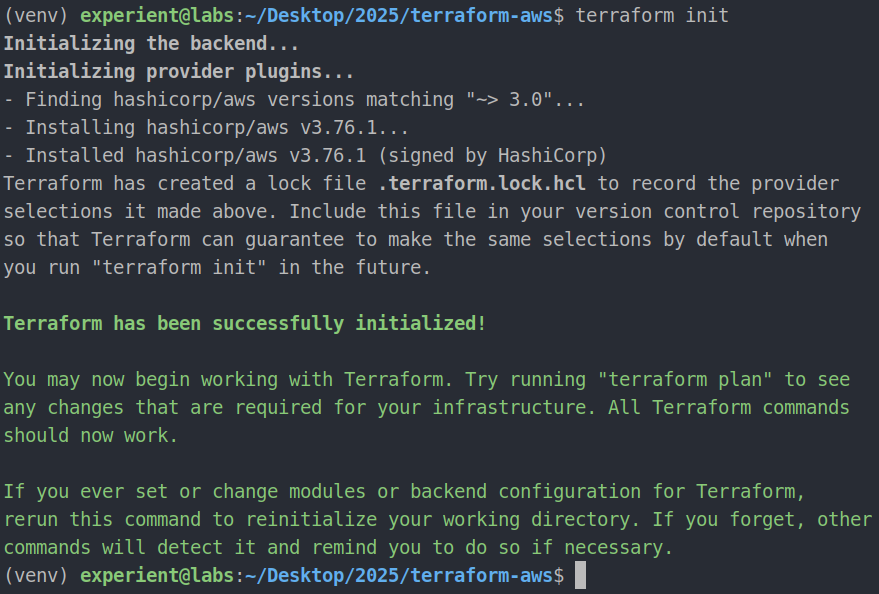 (venv) experient@labs:~/Desktop/2025/terraform-aws$ terraform init
Initializing the backend...
Initializing provider plugins...
- Finding hashicorp/aws versions matching "~> 3.0"...
- Installing hashicorp/aws v3.76.1...
- Installed hashicorp/aws v3.76.1 (signed by HashiCorp)
Terraform has created a lock file .terraform.lock.hcl to record the provider
selections it made above. Include this file in your version control repository
so that Terraform can guarantee to make the same selections by default when
you run "terraform init" in the future.

Terraform has been successfully initialized!

You may now begin working with Terraform. Try running "terraform plan" to see
any changes that are required for your infrastructure. All Terraform commands
should now work.

If you ever set or change modules or backend configuration for Terraform,
rerun this command to reinitialize your working directory. If you forget, other
commands will detect it and remind you to do so if necessary.
(venv) experient@labs:~/Desktop/2025/terraform-aws$